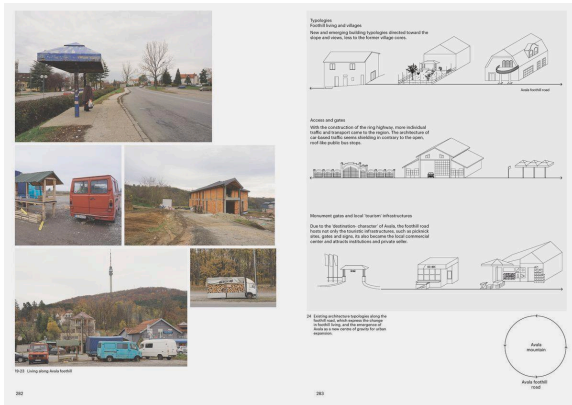 19-23 Living along Avala foothill
282
Typologies
Foothill living and villages
New and emerging building typologies directed toward the
slope and views, less to the former village cores.
Avala foothill road
Access and gates
With the construction of the ring highway, more individual
traffic and transport came to the region. The architecture of
car-based traffic seems shielding in contrary to the open,
roof-like public bus stops.
Monument gates and local 'tourism' infrastructures
Due to the 'destination- character' of Avala, the foothill road
hosts not only the touristic infrastructures, such as picknick
sites, gates and signs, its also become the local commercial
center and attracts institutions and private seller.
24 Existing architecture typologies along the
foothill road, which express the change
in foothill living, and the emergence of
Avala as a new centre of gravity for urban
expansion.
Avala
mountain
Avala foothill
road
283